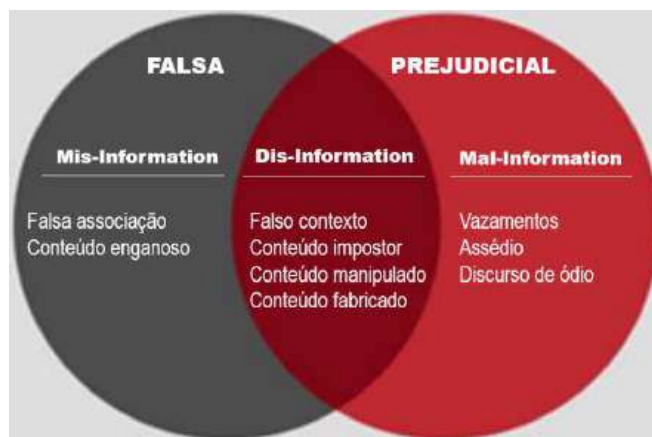 FALSA
PREJUDICIAL
Mis-Information
Falsa associação
Conteúdo enganoso
Dis-Information
Falso contexto
Conteúdo impostor
Conteúdo manipulado
Conteúdo fabricado
Mal-Information
Vazamentos
Assédio
Discurso de ódio